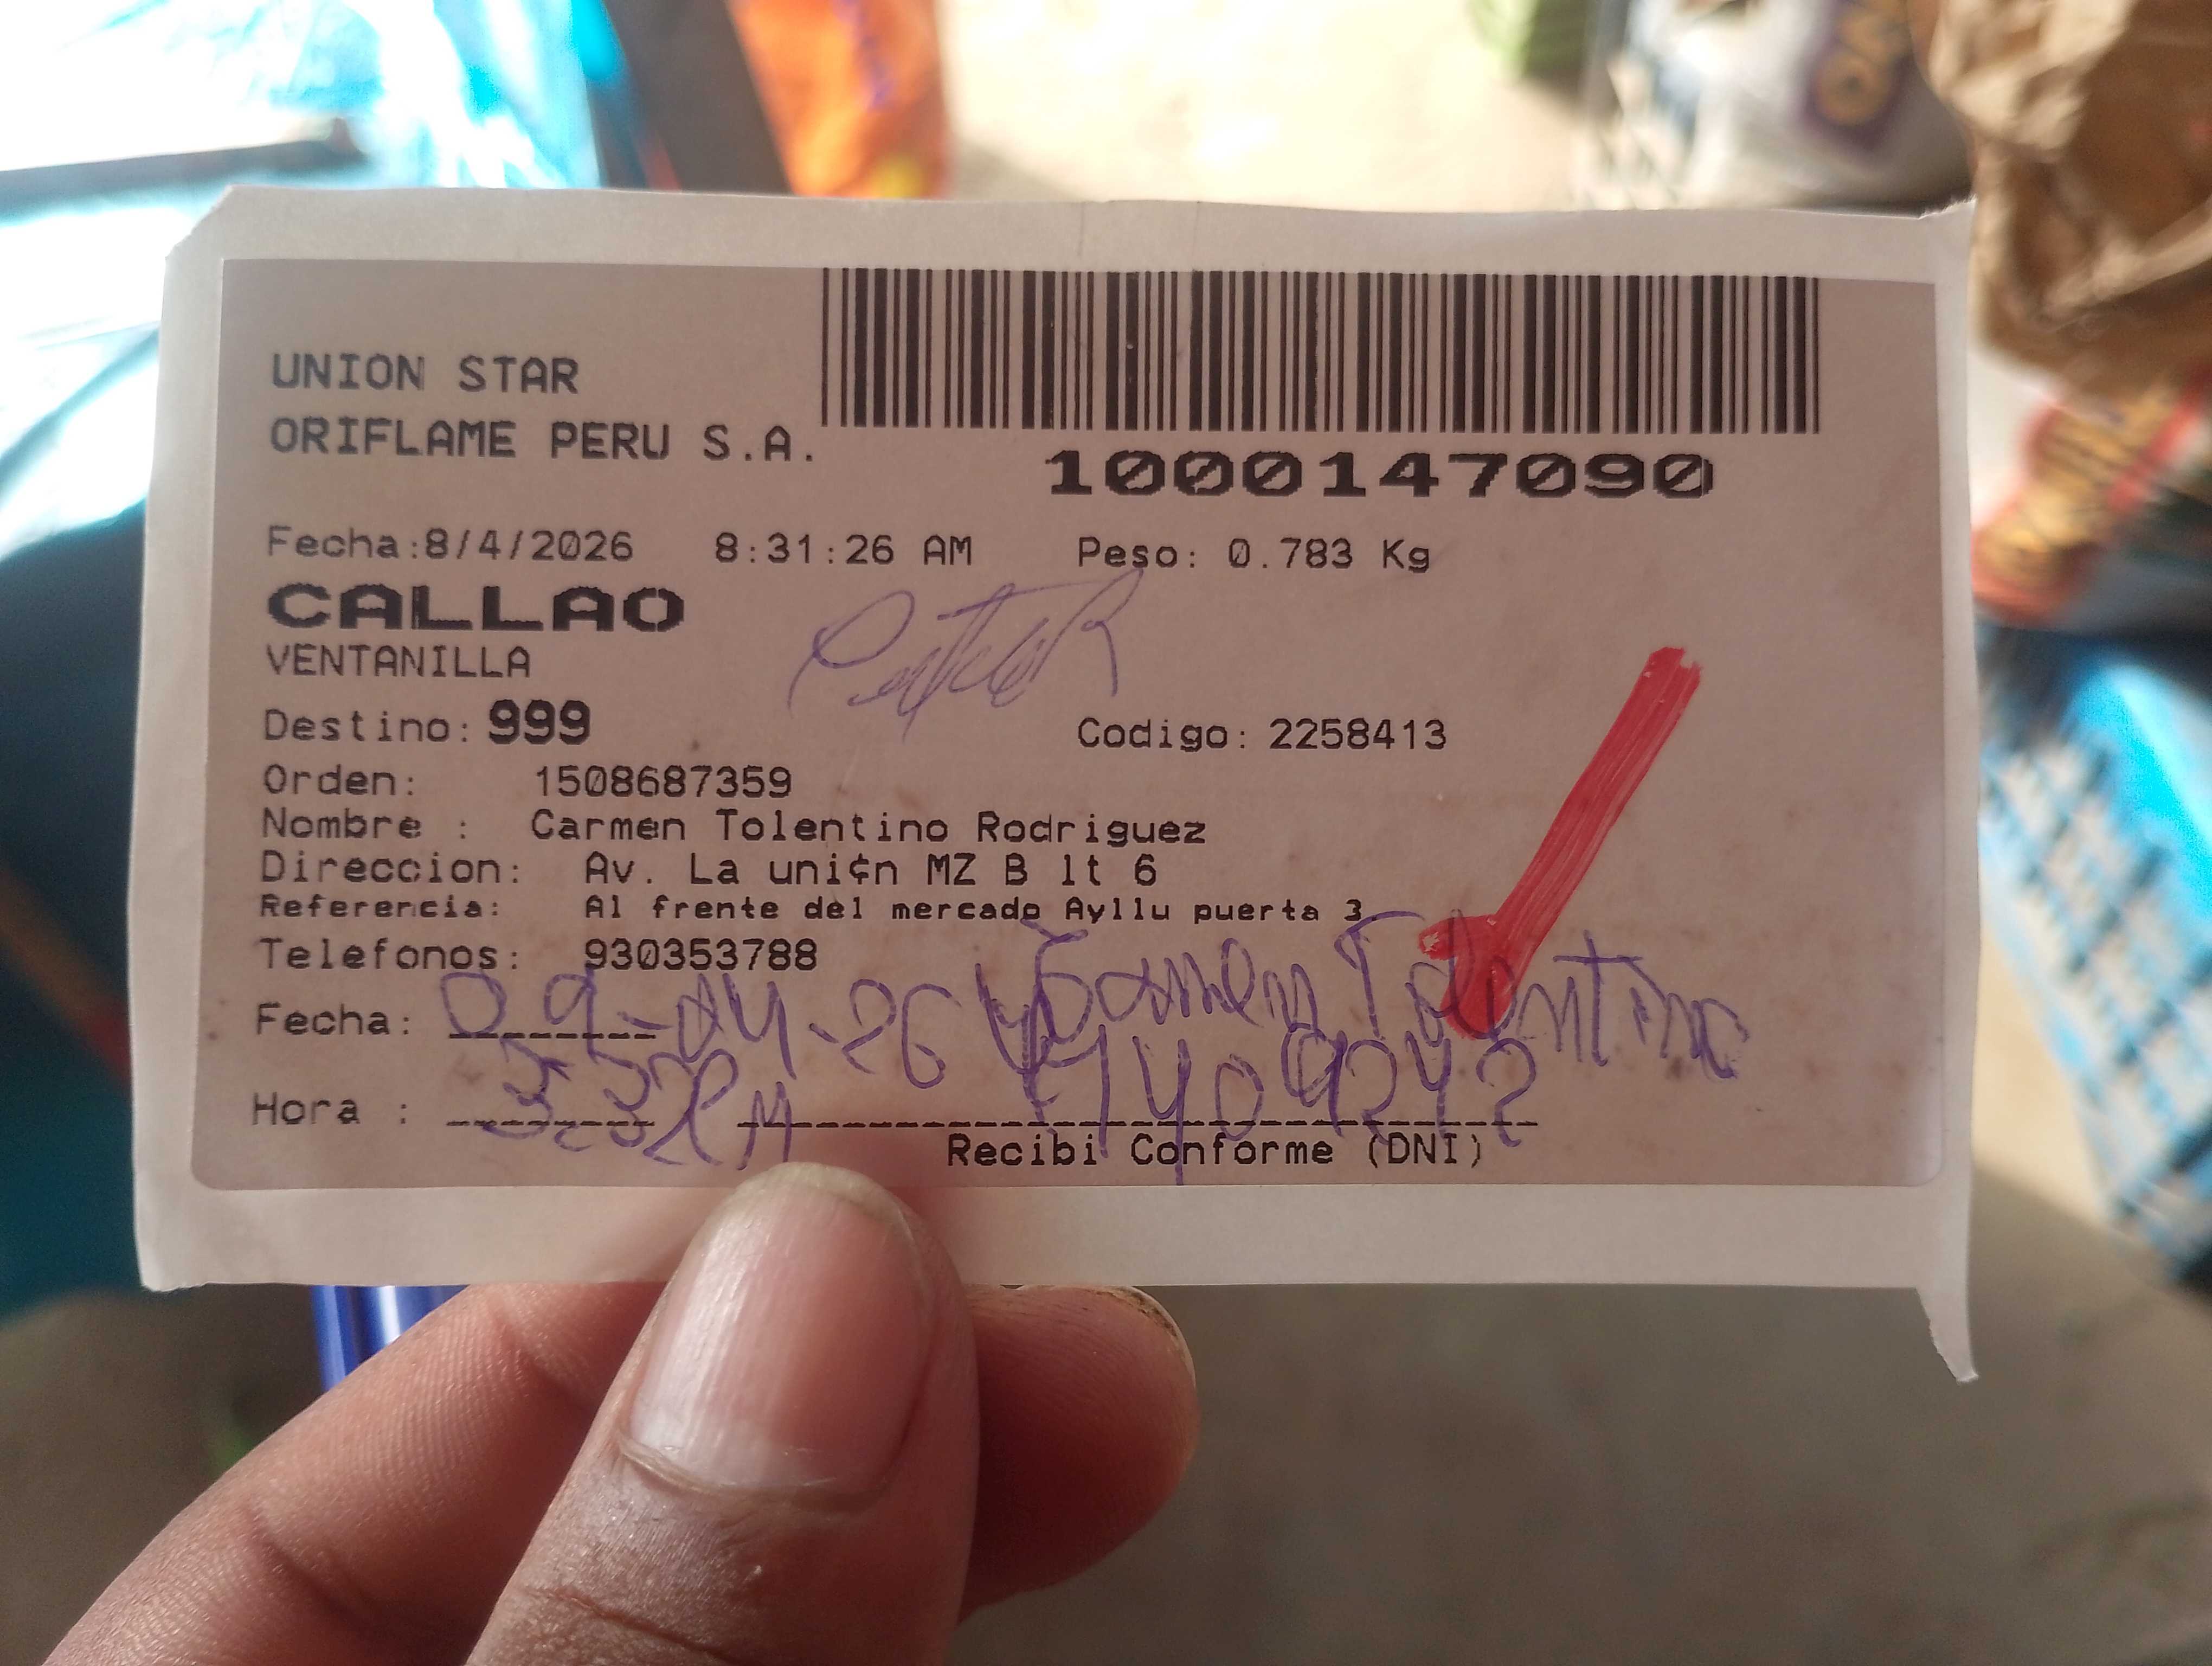 UNION STAR
ORIFLAME PERU S.A.
1000147090
Fecha:8/4/2026 8:31:26 AM Peso: 0.783 Kg
CALLAO
VENTANILLA
Destino: 999 Codigo: 2258413
Orden: 1508687359
Nombre : Carmen Tolentino Rodriguez
Direccion: Av. La uni¢n MZ B lt 6
Referencia: Al frente del mercado Ayllu puerta 3.
Telefonos: 930353788
Carmen Tolentino
Fecha: 09-04-26
Hora : 3:32PM
Recibi Conforme (DNI)